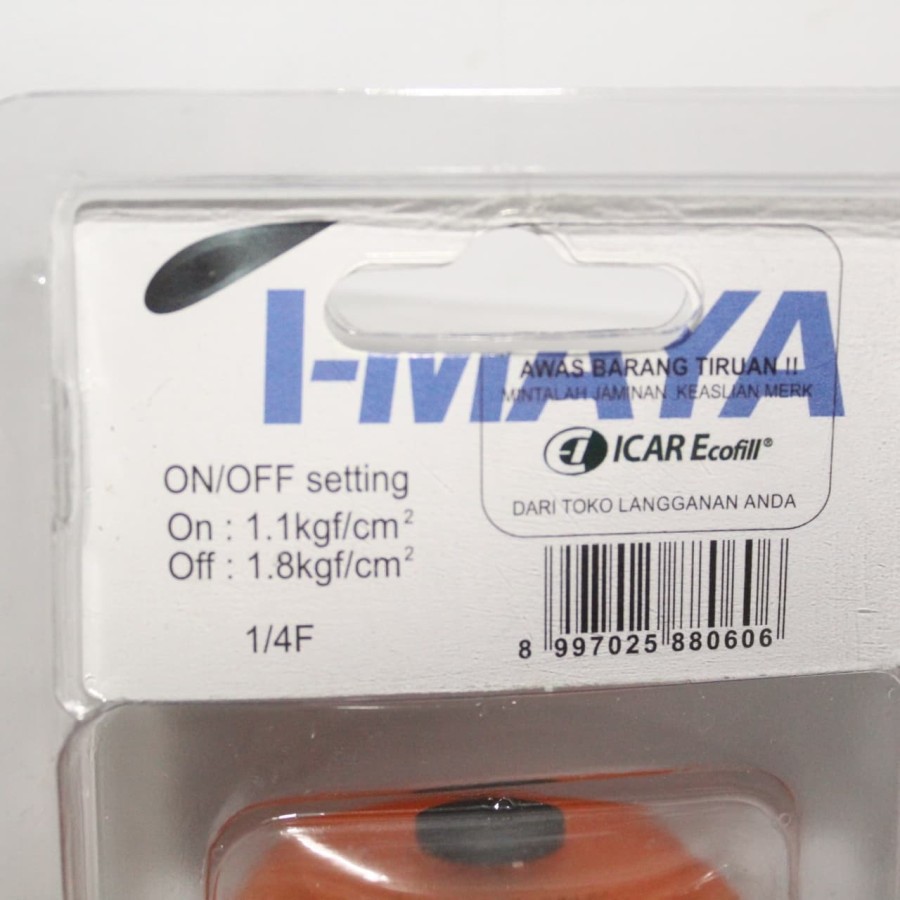 I-MAYA
AWAS BARANG TIRUAN !!
MINTALAH JAMINAN KEASLIAN MERK
ICAR Ecofill®
DARI TOKO LANGGANAN ANDA
ON/OFF setting
On : 1.1kgf/cm²
Off : 1.8kgf/cm²
1/4F
8 997025 880606